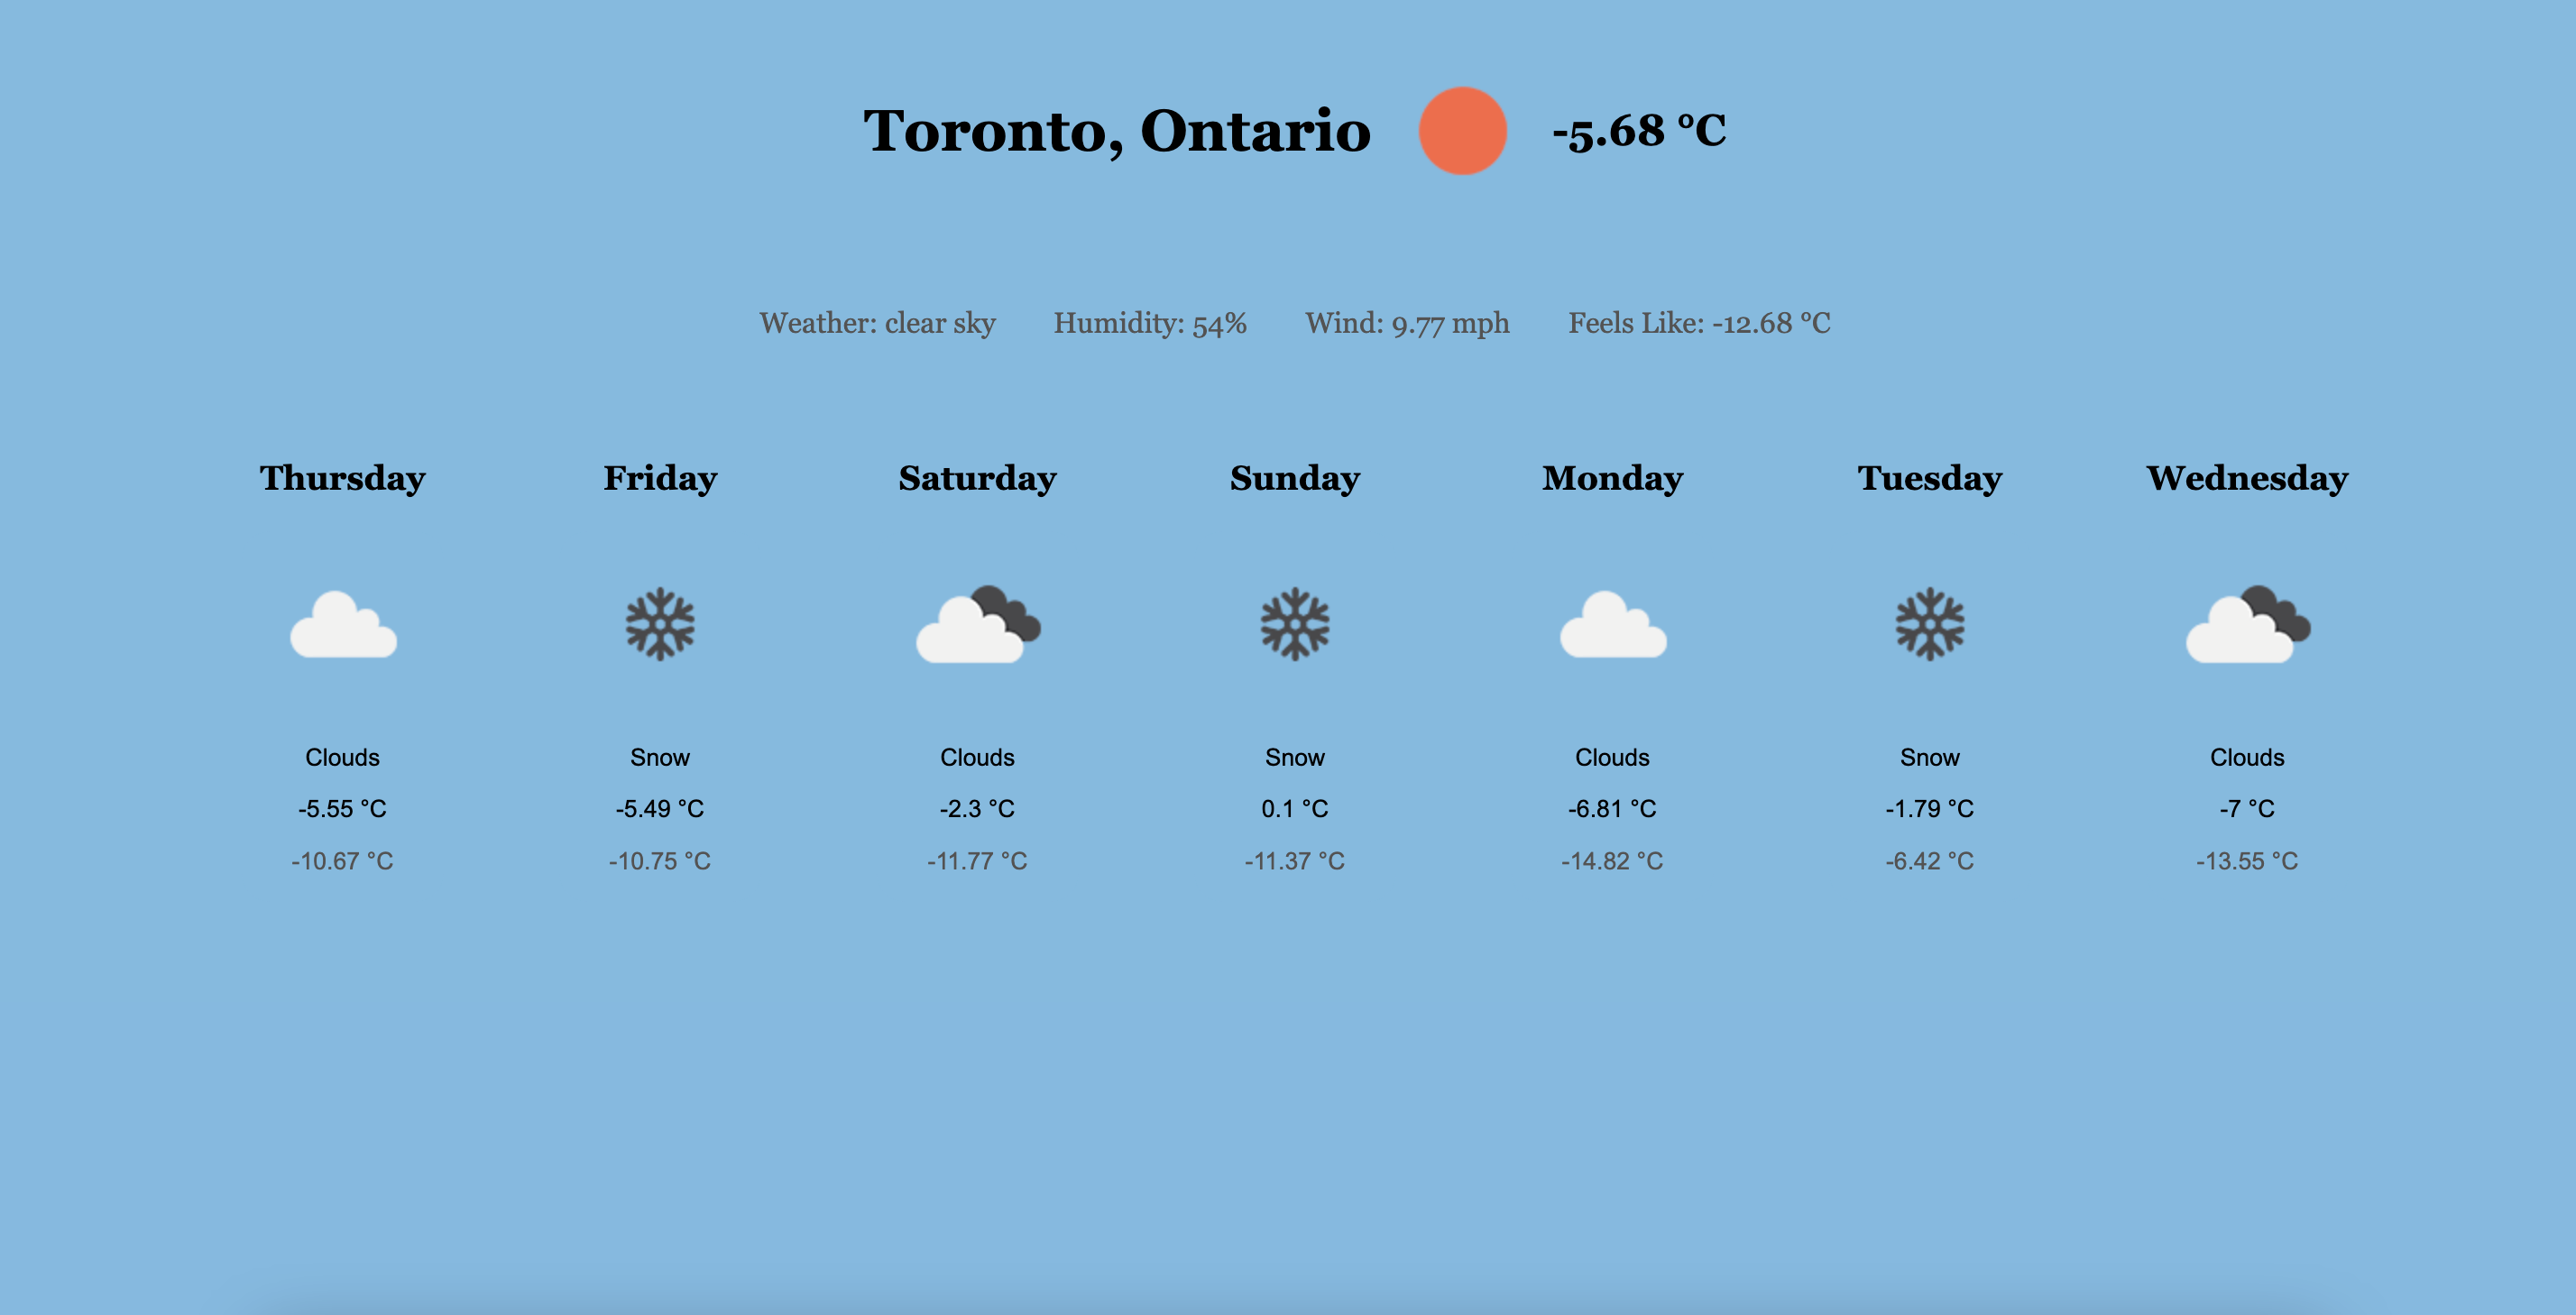 Toronto, Ontario -5.68 °C
Weather: clear sky Humidity: 54% Wind: 9.77 mph Feels Like: -12.68 °C
Thursday Friday Saturday Sunday Monday Tuesday Wednesday
Clouds Snow Clouds Snow Clouds Snow Clouds
-5.55 °C -5.49 °C -2.3 °C 0.1 °C -6.81 °C -1.79 °C -7 °C
-10.67 °C -10.75 °C -11.77 °C -11.37 °C -14.82 °C -6.42 °C -13.55 °C